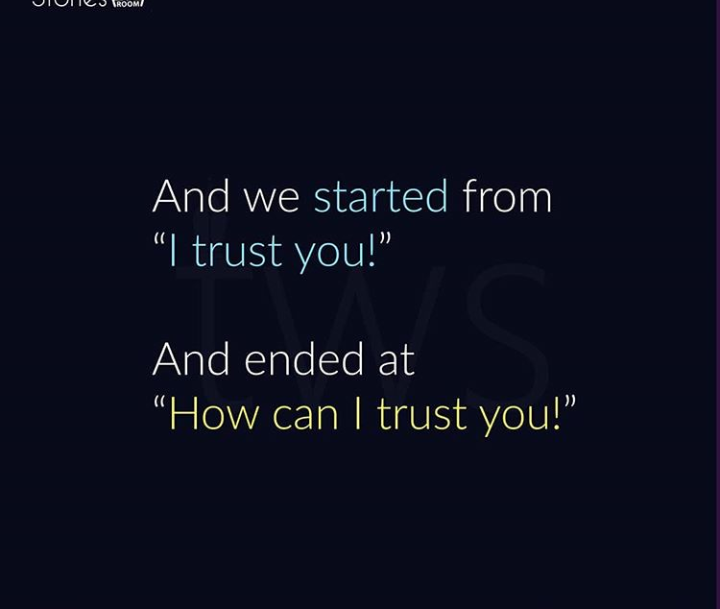 Stories
ROOM
And we started from
“I trust you!”
tws
And ended at
“How can I trust you!”